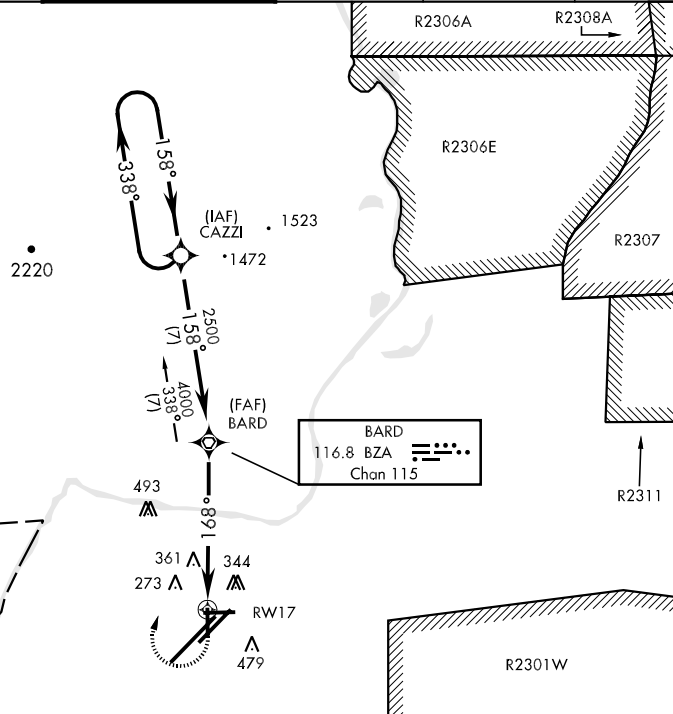 R2306A
R2308A
R2306E
158°
338°
(IAF)
CAZZI
1523
1472
2220
R2307
2500
158°
(7)
4000
338°
(7)
(FAF)
BARD
BARD
116.8 BZA
Chan 115
R2311
493
168°
361
344
273
RW17
479
R2301W